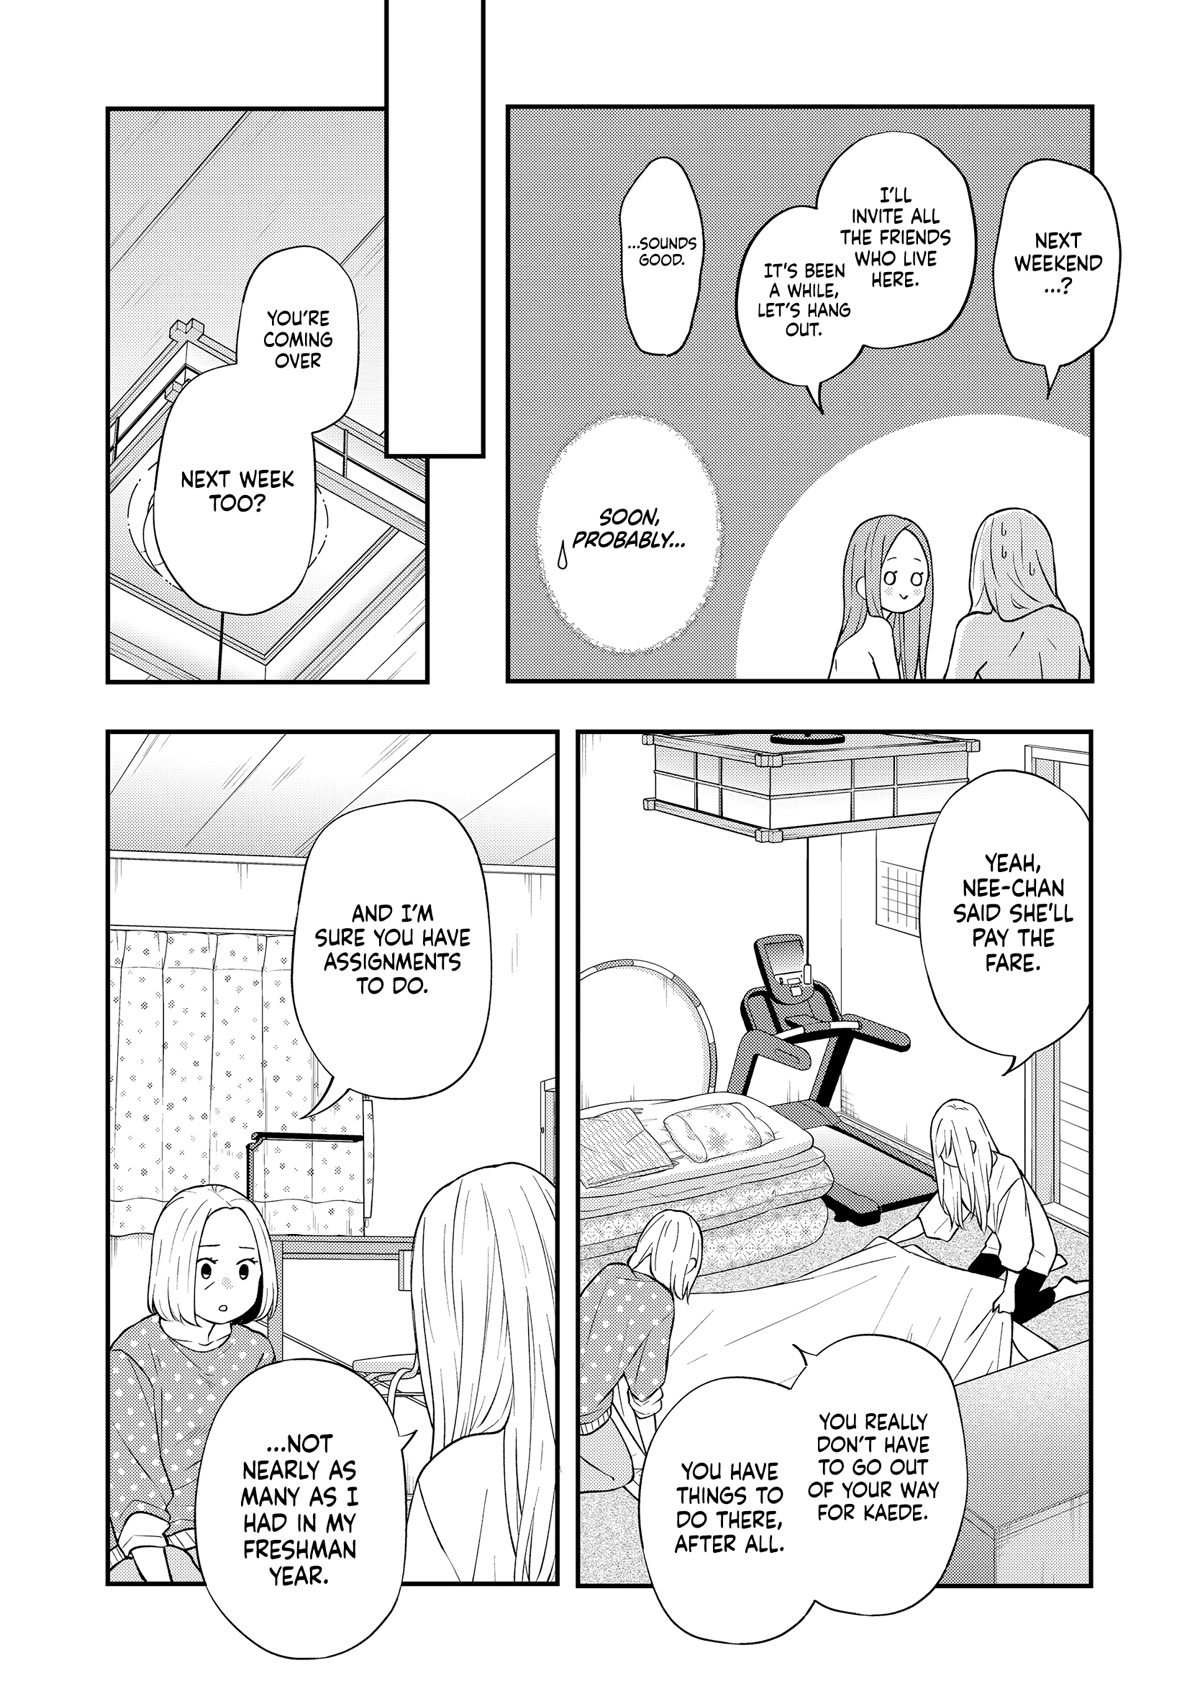 NEXT
WEEKEND
...?
I'LL
INVITE ALL
THE FRIENDS
WHO LIVE
HERE.
IT'S BEEN
A WHILE,
LET'S HANG
OUT.
...SOUNDS
GOOD.
SOON,
PROBABLY...
YOU'RE
COMING
OVER
NEXT WEEK
TOO?
YEAH,
NEE-CHAN
SAID SHE'LL
PAY THE
FARE.
YOU REALLY
DON'T HAVE
TO GO OUT
OF YOUR WAY
FOR KAEDE.
YOU HAVE
THINGS TO
DO THERE,
AFTER ALL.
AND I'M
SURE YOU HAVE
ASSIGNMENTS
TO DO.
...NOT
NEARLY AS
MANY AS I
HAD IN MY
FRESHMAN
YEAR.